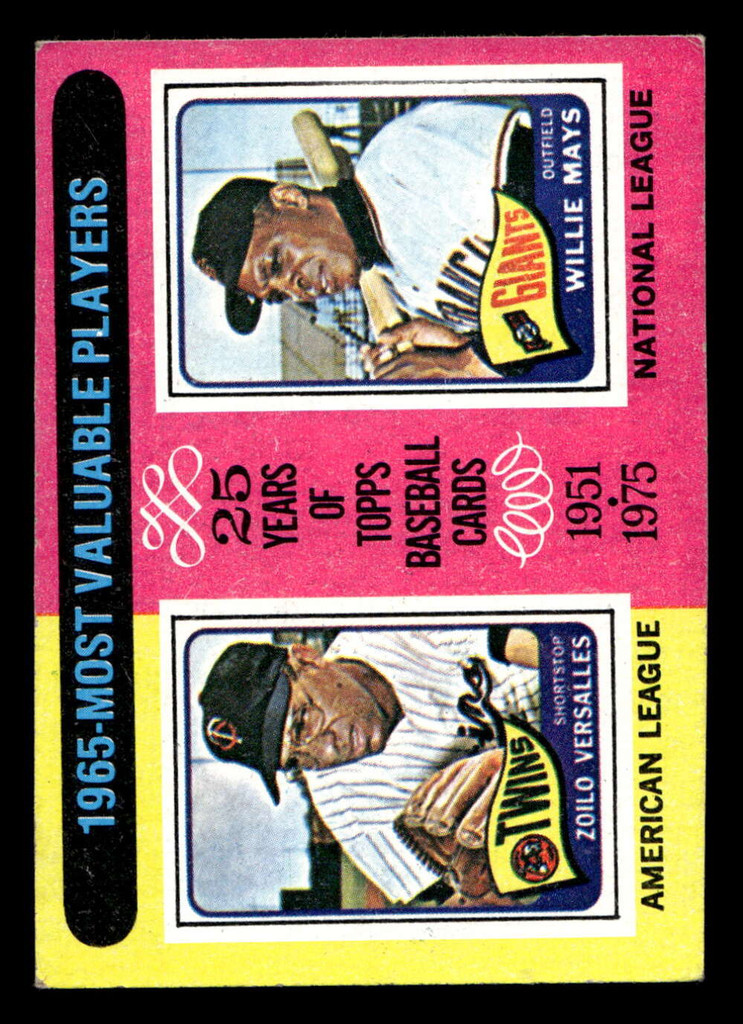 1965-MOST VALUABLE PLAYERS
TWINS
SHORTSTOP
ZOILO VERSALLES
AMERICAN LEAGUE
25
YEARS
OF
TOPPS
BASEBALL
CARDS
1951
•
1975
GIANTS
OUTFIELD
WILLIE MAYS
NATIONAL LEAGUE